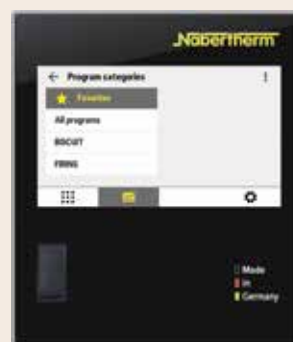 Nabertherm
← Program categories
Favorites
All programs
BISCUIT
FIRING
Made
in
Germany